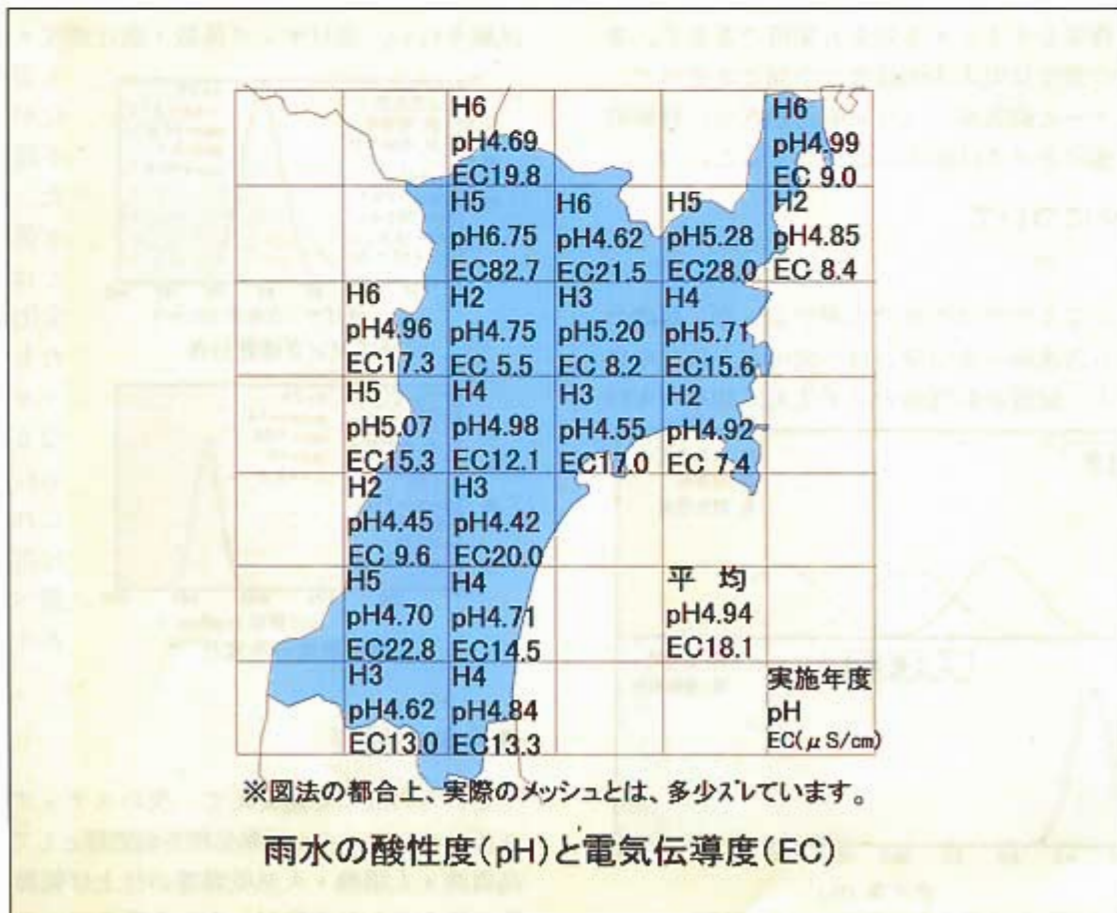 H6 H6
pH4.69 pH4.99
EC19.8 EC 9.0
H5 H6 H5 H2
pH6.75 pH4.62 pH5.28 pH4.85
EC82.7 EC21.5 EC28.0 EC 8.4
H6 H2 H3 H4
pH4.96 pH4.75 pH5.20 pH5.71
EC17.3 EC 5.5 EC 8.2 EC15.6
H5 H4 H3 H2
pH5.07 pH4.98 pH4.55 pH4.92
EC15.3 EC12.1 EC17.0 EC 7.4
H2 H3
pH4.45 pH4.42
EC 9.6 EC20.0
H5 H4 平 均
pH4.70 pH4.71 pH4.94
EC22.8 EC14.5 EC18.1
H3 H4 実施年度
pH4.62 pH4.84 pH
EC13.0 EC13.3 EC(μS/cm)
※図法の都合上、実際のメッシュとは、多少ズレています。
雨水の酸性度(pH)と電気伝導度(EC)